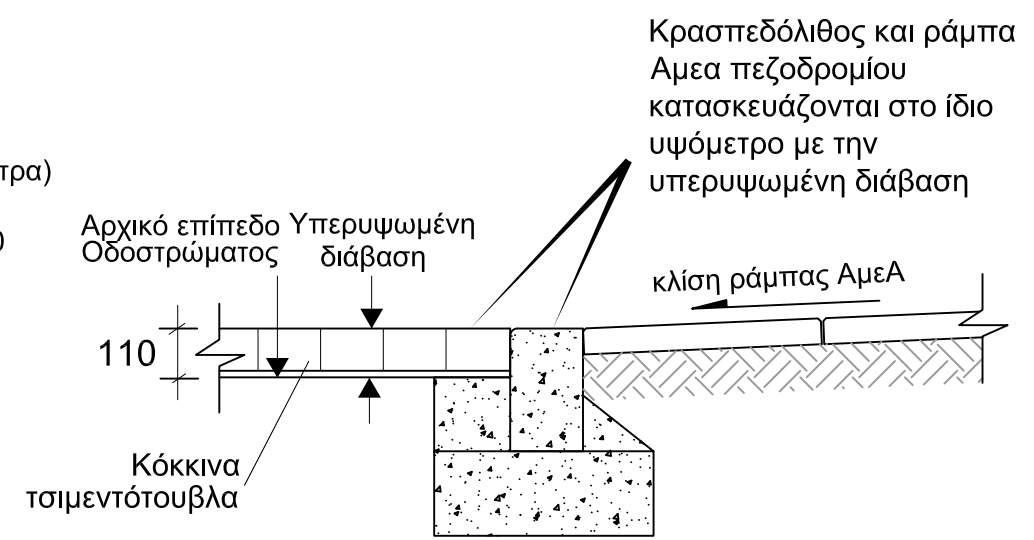 Κρασπεδόλιθος και ράμπα
Αμεα πεζοδρομίου
κατασκευάζονται στο ίδιο
υψόμετρο με την
υπερυψωμένη διάβαση
τρα)
0
Αρχικό επίπεδο
Οδοστρώματος
Υπερυψωμένη
διάβαση
κλίση ράμπας ΑμεΑ
110
Κόκκινα
τσιμεντότουβλα